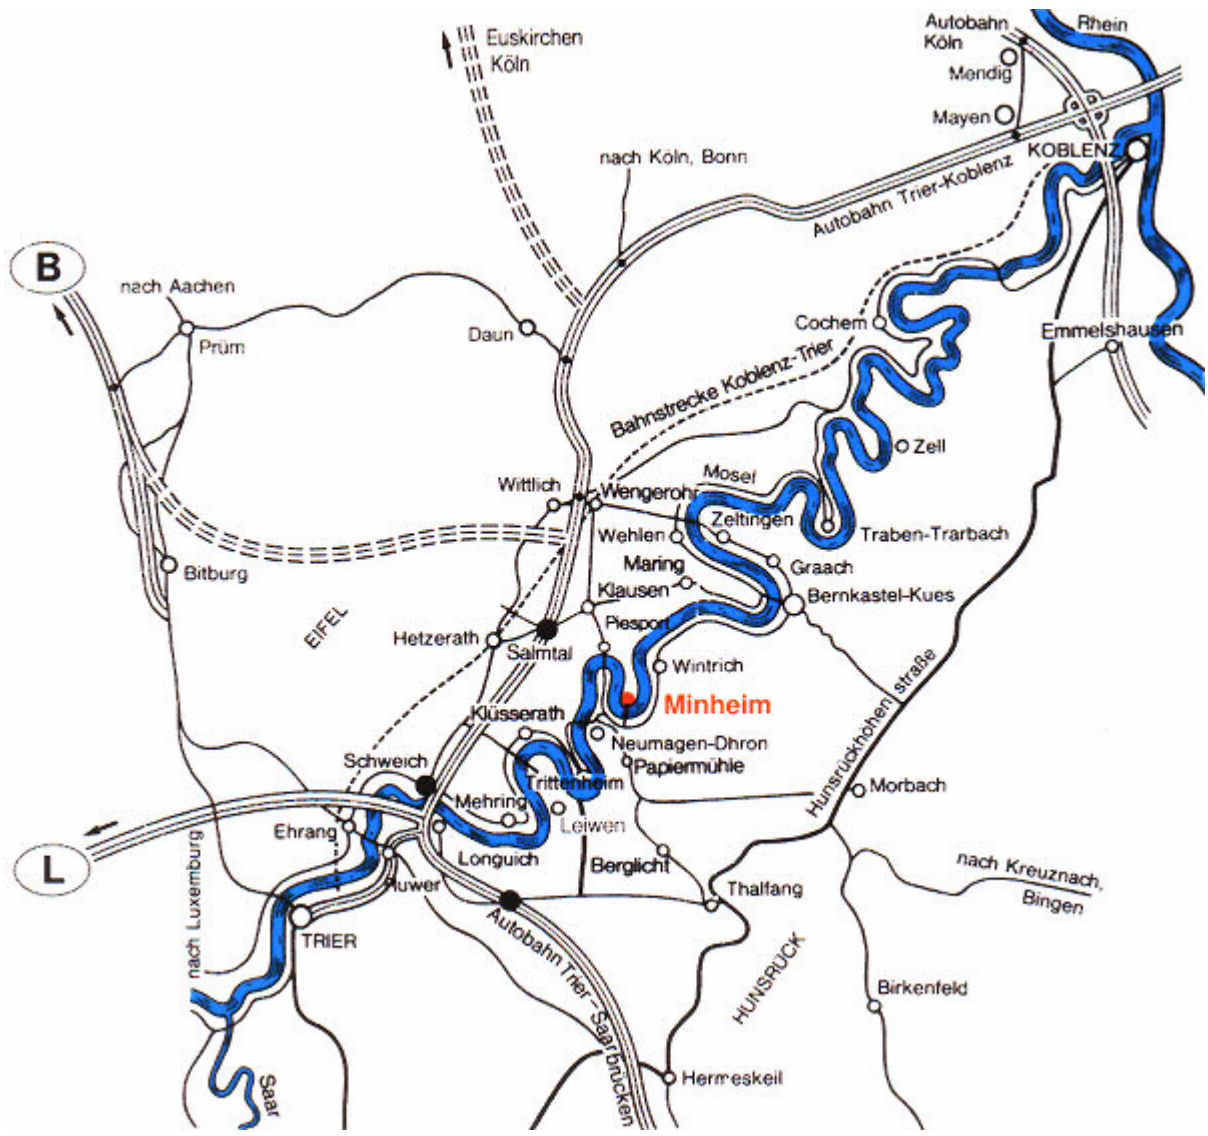 Autobahn
Köln
Rhein
Euskirchen
Köln
Mendig
Mayen
KOBLENZ
nach Köln, Bonn
Autobahn Trier-Koblenz
B
nach Aachen
Prüm
Daun
Cochem
Emmelshausen
Bahnstrecke Koblenz-Trier
Zell
Mosel
Wittlich
Wengerohr
Zeltingen
Wehlen
Traben-Trarbach
Maring
Graach
Bitburg
Klausen
Bernkastel-Kues
EIFEL
Piesport
Hetzerath
Salmtal
Wintrich
Minheim
Hunsrückhöhen
straße
Klüsserath
Neumagen-Dhron
Schweich
Papiermühle
Trittenheim
Morbach
Mehring
Leiwen
Ehrang
L
Longuich
Berglicht
nach Kreuznach,
Bingen
Ruwer
Thalfang
nach Luxemburg
TRIER
Autobahn Trier-Saarbrücken
HUNSRÜCK
Birkenfeld
Saar
Hermeskeil